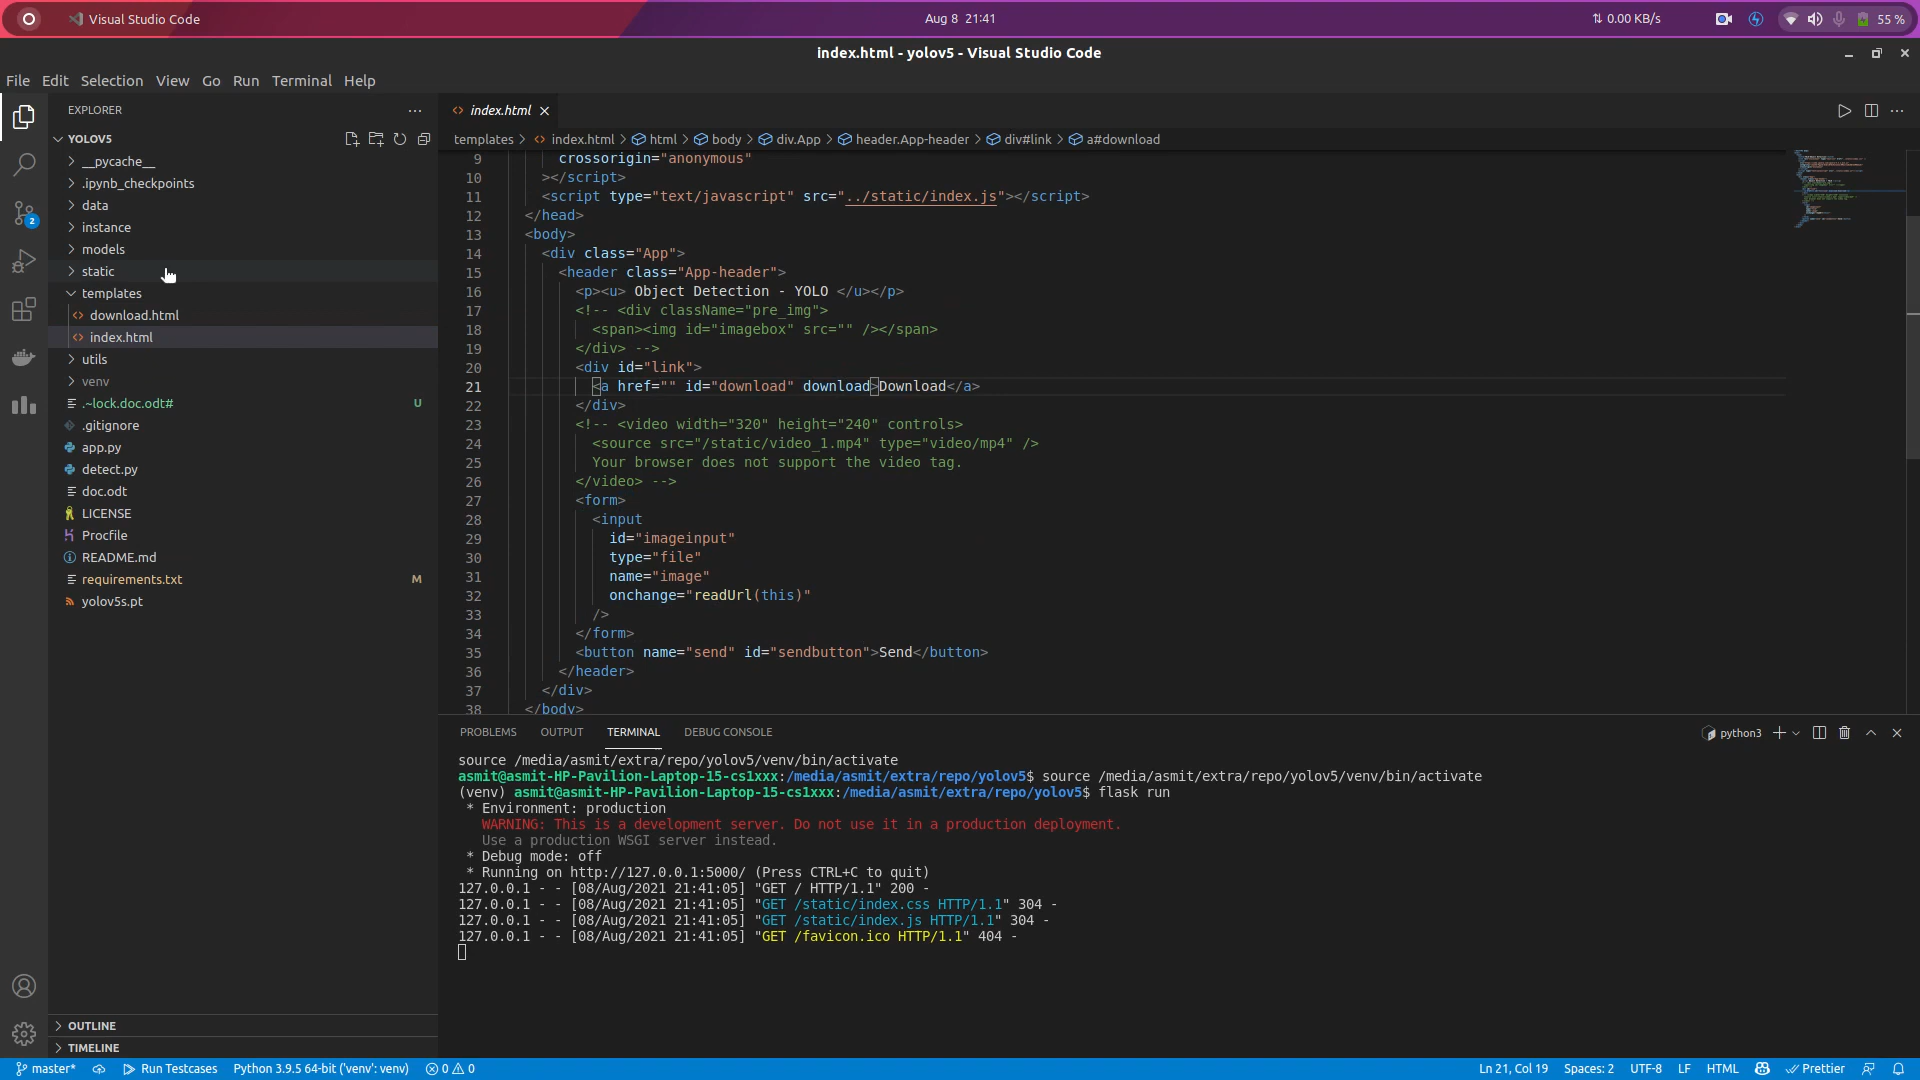 Visual Studio Code
Aug 8 21:41
0.00 KB/s
55 %
index.html - yolov5 - Visual Studio Code
File Edit Selection View Go Run Terminal Help
EXPLORER
index.html
YOLOV5
templates > index.html > html > body > div.App > header.App-header > div#link > a#download
__pycache__
.ipynb_checkpoints
data
instance
models
static
templates
download.html
index.html
utils
venv
.~lock.doc.odt# U
.gitignore
app.py
detect.py
doc.odt
LICENSE
Procfile
README.md
requirements.txt M
yolov5s.pt
OUTLINE
TIMELINE
2
9 crossorigin="anonymous"
10 ></script>
11 <script type="text/javascript" src="../static/index.js"></script>
12 </head>
13 <body>
14 <div class="App">
15 <header class="App-header">
16 <p><u> Object Detection - YOLO </u></p>
17 <!-- <div className="pre_img">
18 <span><img id="imagebox" src="" /></span>
19 </div> -->
20 <div id="link">
21 <a href="" id="download" download>Download</a>
22 </div>
23 <!-- <video width="320" height="240" controls>
24 <source src="/static/video_1.mp4" type="video/mp4" />
25 Your browser does not support the video tag.
26 </video> -->
27 <form>
28 <input
29 id="imageinput"
30 type="file"
31 name="image"
32 onchange="readUrl(this)"
33 />
34 </form>
35 <button name="send" id="sendbutton">Send</button>
36 </header>
37 </div>
38 </body>
PROBLEMS OUTPUT TERMINAL DEBUG CONSOLE
python3
source /media/asmit/extra/repo/yolov5/venv/bin/activate
asmit@asmit-HP-Pavilion-Laptop-15-cs1xxx:/media/asmit/extra/repo/yolov5$ source /media/asmit/extra/repo/yolov5/venv/bin/activate
(venv) asmit@asmit-HP-Pavilion-Laptop-15-cs1xxx:/media/asmit/extra/repo/yolov5$ flask run
* Environment: production
WARNING: This is a development server. Do not use it in a production deployment.
Use a production WSGI server instead.
* Debug mode: off
* Running on http://127.0.0.1:5000/ (Press CTRL+C to quit)
127.0.0.1 - - [08/Aug/2021 21:41:05] "GET / HTTP/1.1" 200 -
127.0.0.1 - - [08/Aug/2021 21:41:05] "GET /static/index.css HTTP/1.1" 304 -
127.0.0.1 - - [08/Aug/2021 21:41:05] "GET /static/index.js HTTP/1.1" 304 -
127.0.0.1 - - [08/Aug/2021 21:41:05] "GET /favicon.ico HTTP/1.1" 404 -
master* Run Testcases Python 3.9.5 64-bit ('venv': venv) 0 0 Ln 21, Col 19 Spaces: 2 UTF-8 LF HTML Prettier